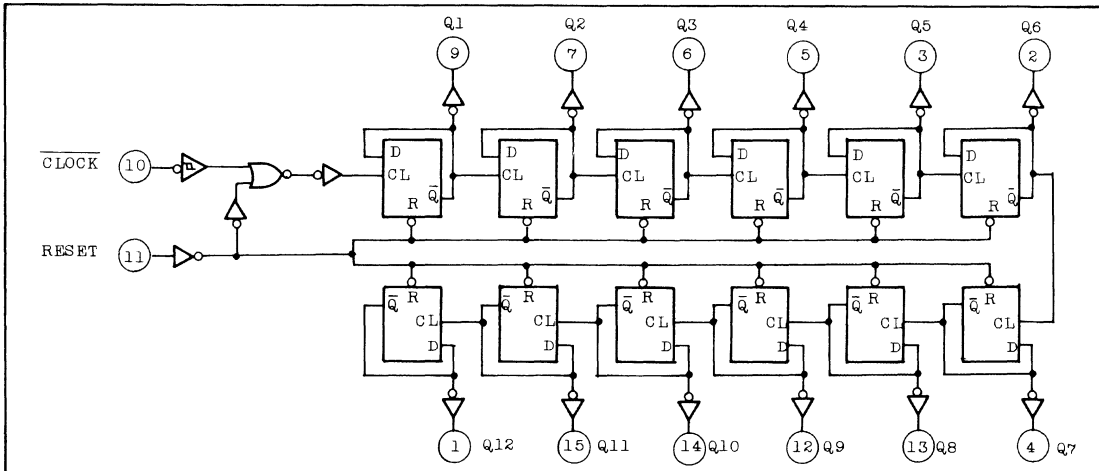 Q1 Q2 Q3 Q4 Q5 Q6
9 7 6 5 3 2
D D D D D D
CLOCK 10 CL CL CL CL CL CL
R Q̄ R Q̄ R Q̄ R Q̄ R Q̄ R Q̄
RESET 11
Q̄ R Q̄ R Q̄ R Q̄ R Q̄ R Q̄ R
CL CL CL CL CL CL
D D D D D D
1 Q12 15 Q11 14 Q10 12 Q9 13 Q8 4 Q7